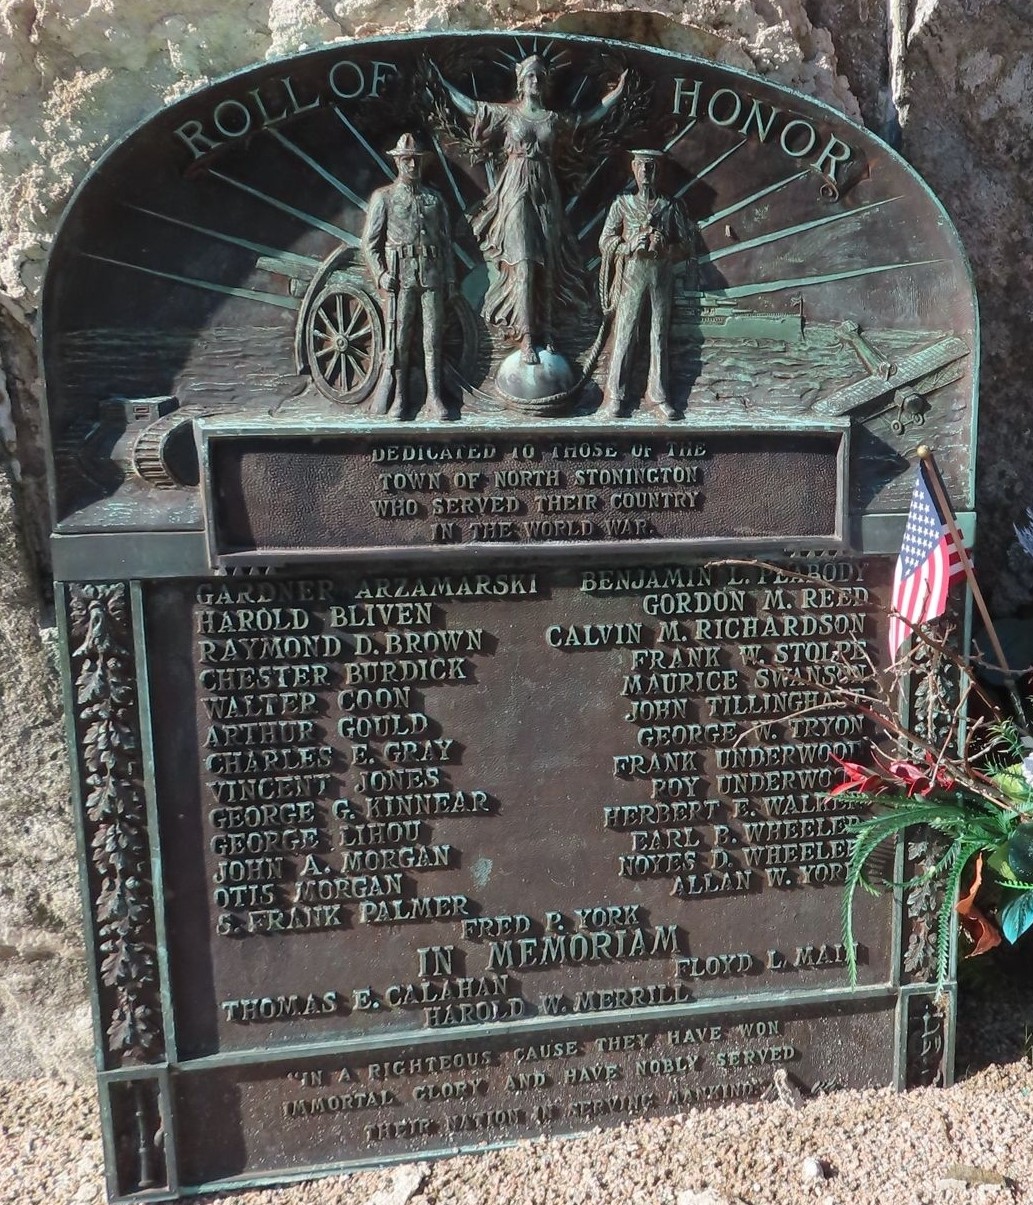 ROLL OF HONOR
DEDICATED TO THOSE OF THE
TOWN OF NORTH STONINGTON
WHO SERVED THEIR COUNTRY
IN THE WORLD WAR.
GARDNER ARZAMARSKI BENJAMIN L. PEABODY
HAROLD BLIVEN GORDON M. REED
RAYMOND D. BROWN CALVIN M. RICHARDSON
CHESTER BURDICK FRANK W. STOLPE
WALTER COON MAURICE SWANSON
ARTHUR GOULD JOHN TILLINGHAST
CHARLES E. GRAY GEORGE W. TRYON
VINCENT JONES FRANK UNDERWOOD
GEORGE G. KINNEAR ROY UNDERWOOD
GEORGE LIHOU HERBERT E. WALKER
JOHN A. MORGAN EARL P. WHEELER
OTIS MORGAN NOYES D. WHEELER
S. FRANK PALMER ALLAN W. YORK
FRED P. YORK
IN MEMORIAM
THOMAS E. CALAHAN FLOYD L. MAIN
HAROLD W. MERRILL
"IN A RIGHTEOUS CAUSE THEY HAVE WON
IMMORTAL GLORY AND HAVE NOBLY SERVED
THEIR NATION IN SERVING MANKIND"